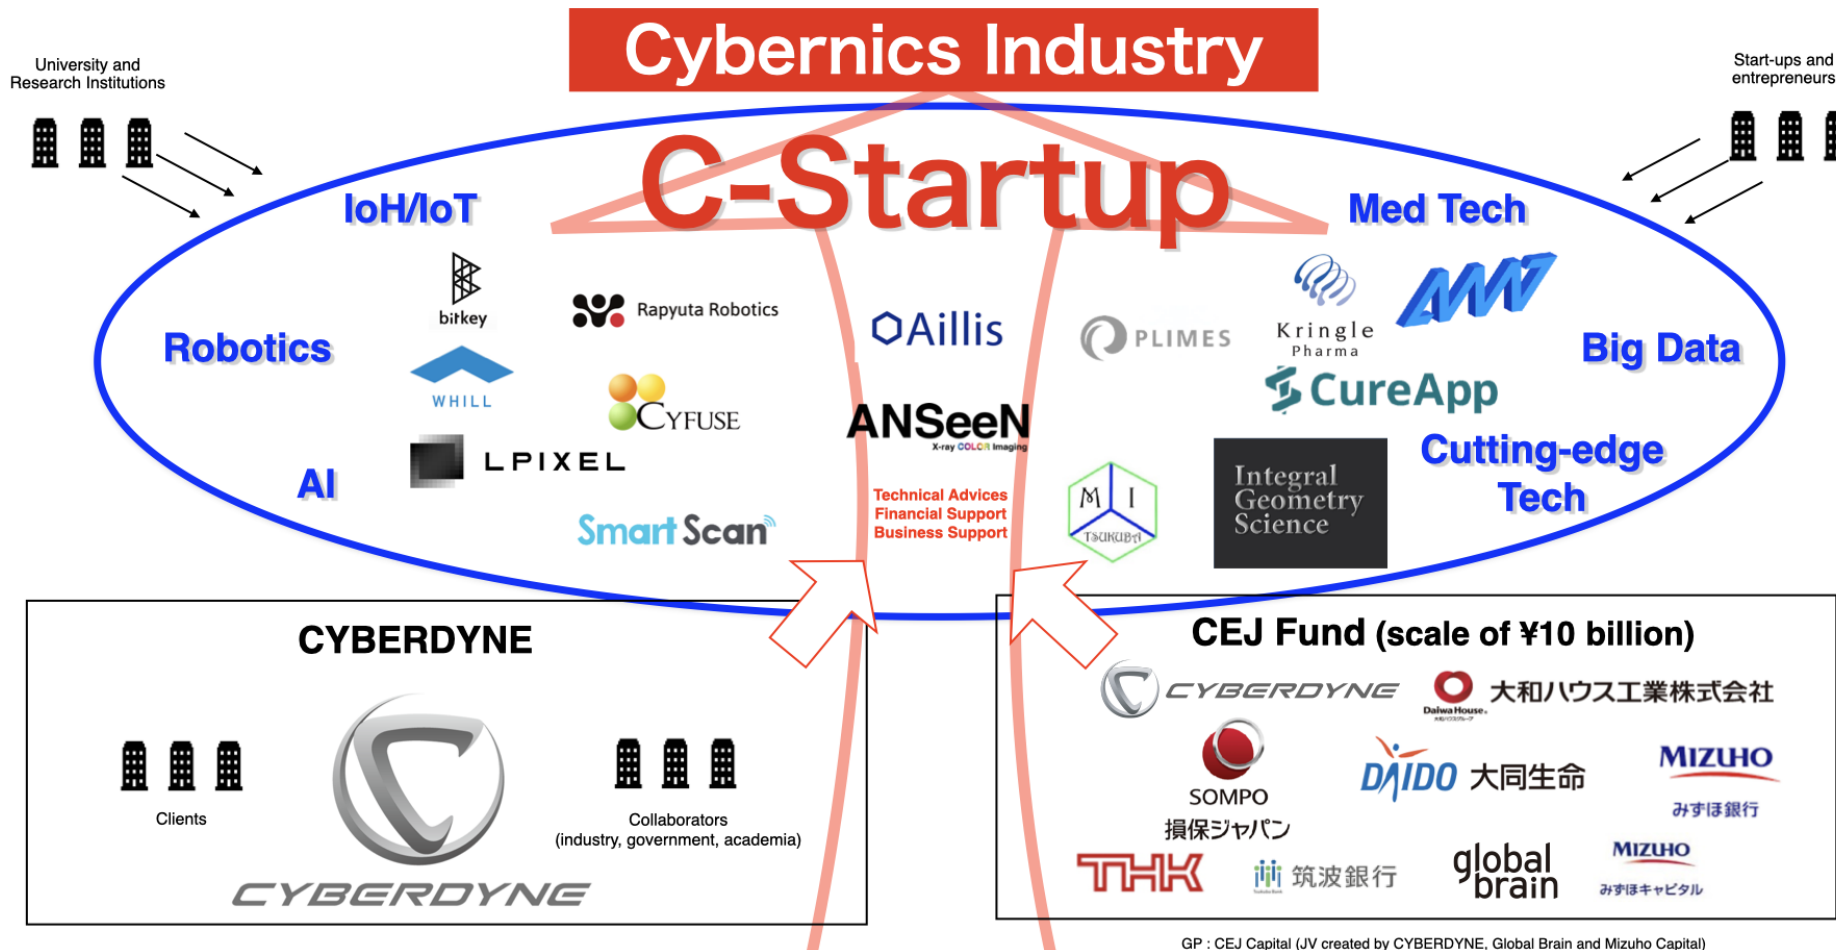 Cybernics Industry
University and
Research Institutions
Start-ups and
entrepreneurs
C-Startup
IoH/IoT
Med Tech
bitkey
Rapyuta Robotics
Aillis
PLIMES
Kringle
Pharma
Robotics
Big Data
WHILL
CYFUSE
CureApp
ANSeeN
X-ray COLOR Imaging
LPIXEL
AI
Cutting-edge
Tech
Technical Advices
Financial Support
Business Support
M I
TSUKUBA
Integral
Geometry
Science
Smart Scan
CYBERDYNE
Clients
Collaborators
(industry, government, academia)
CYBERDYNE
CEJ Fund (scale of ¥10 billion)
CYBERDYNE
Daiwa House®
大和ハウス工業株式会社
SOMPO
損保ジャパン
DAIDO 大同生命
MIZUHO
みずほ銀行
THK
Tsukuba Bank
筑波銀行
global
brain
MIZUHO
みずほキャピタル
GP : CEJ Capital (JV created by CYBERDYNE, Global Brain and Mizuho Capital)